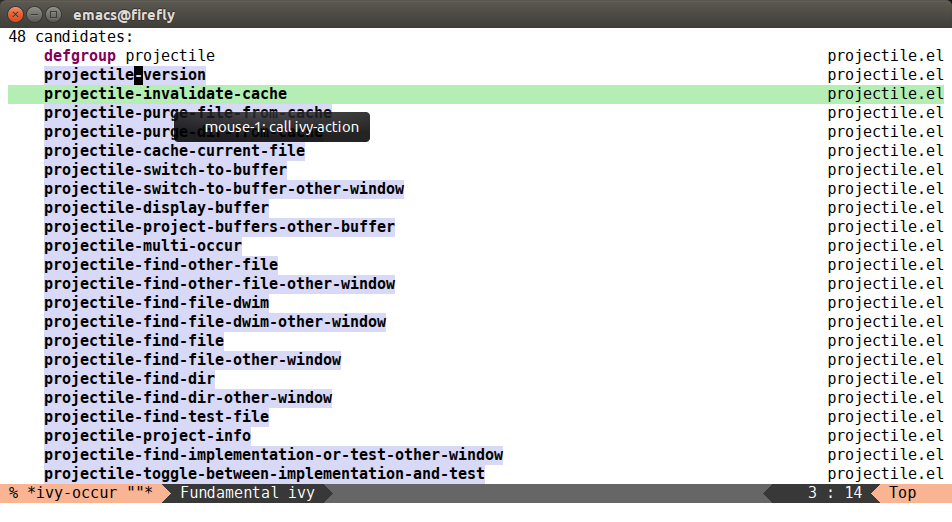 emacs@firefly
48 candidates:
defgroup projectile projectile.el
projectile-version projectile.el
projectile-invalidate-cache projectile.el
projectile-purge-file-from-cache projectile.el
mouse-1: call ivy-action
projectile-purge-dir-from-cache projectile.el
projectile-cache-current-file projectile.el
projectile-switch-to-buffer projectile.el
projectile-switch-to-buffer-other-window projectile.el
projectile-display-buffer projectile.el
projectile-project-buffers-other-buffer projectile.el
projectile-multi-occur projectile.el
projectile-find-other-file projectile.el
projectile-find-other-file-other-window projectile.el
projectile-find-file-dwim projectile.el
projectile-find-file-dwim-other-window projectile.el
projectile-find-file projectile.el
projectile-find-file-other-window projectile.el
projectile-find-dir projectile.el
projectile-find-dir-other-window projectile.el
projectile-find-test-file projectile.el
projectile-project-info projectile.el
projectile-find-implementation-or-test-other-window projectile.el
projectile-toggle-between-implementation-and-test projectile.el
% *ivy-occur ""* Fundamental ivy 3 : 14 Top